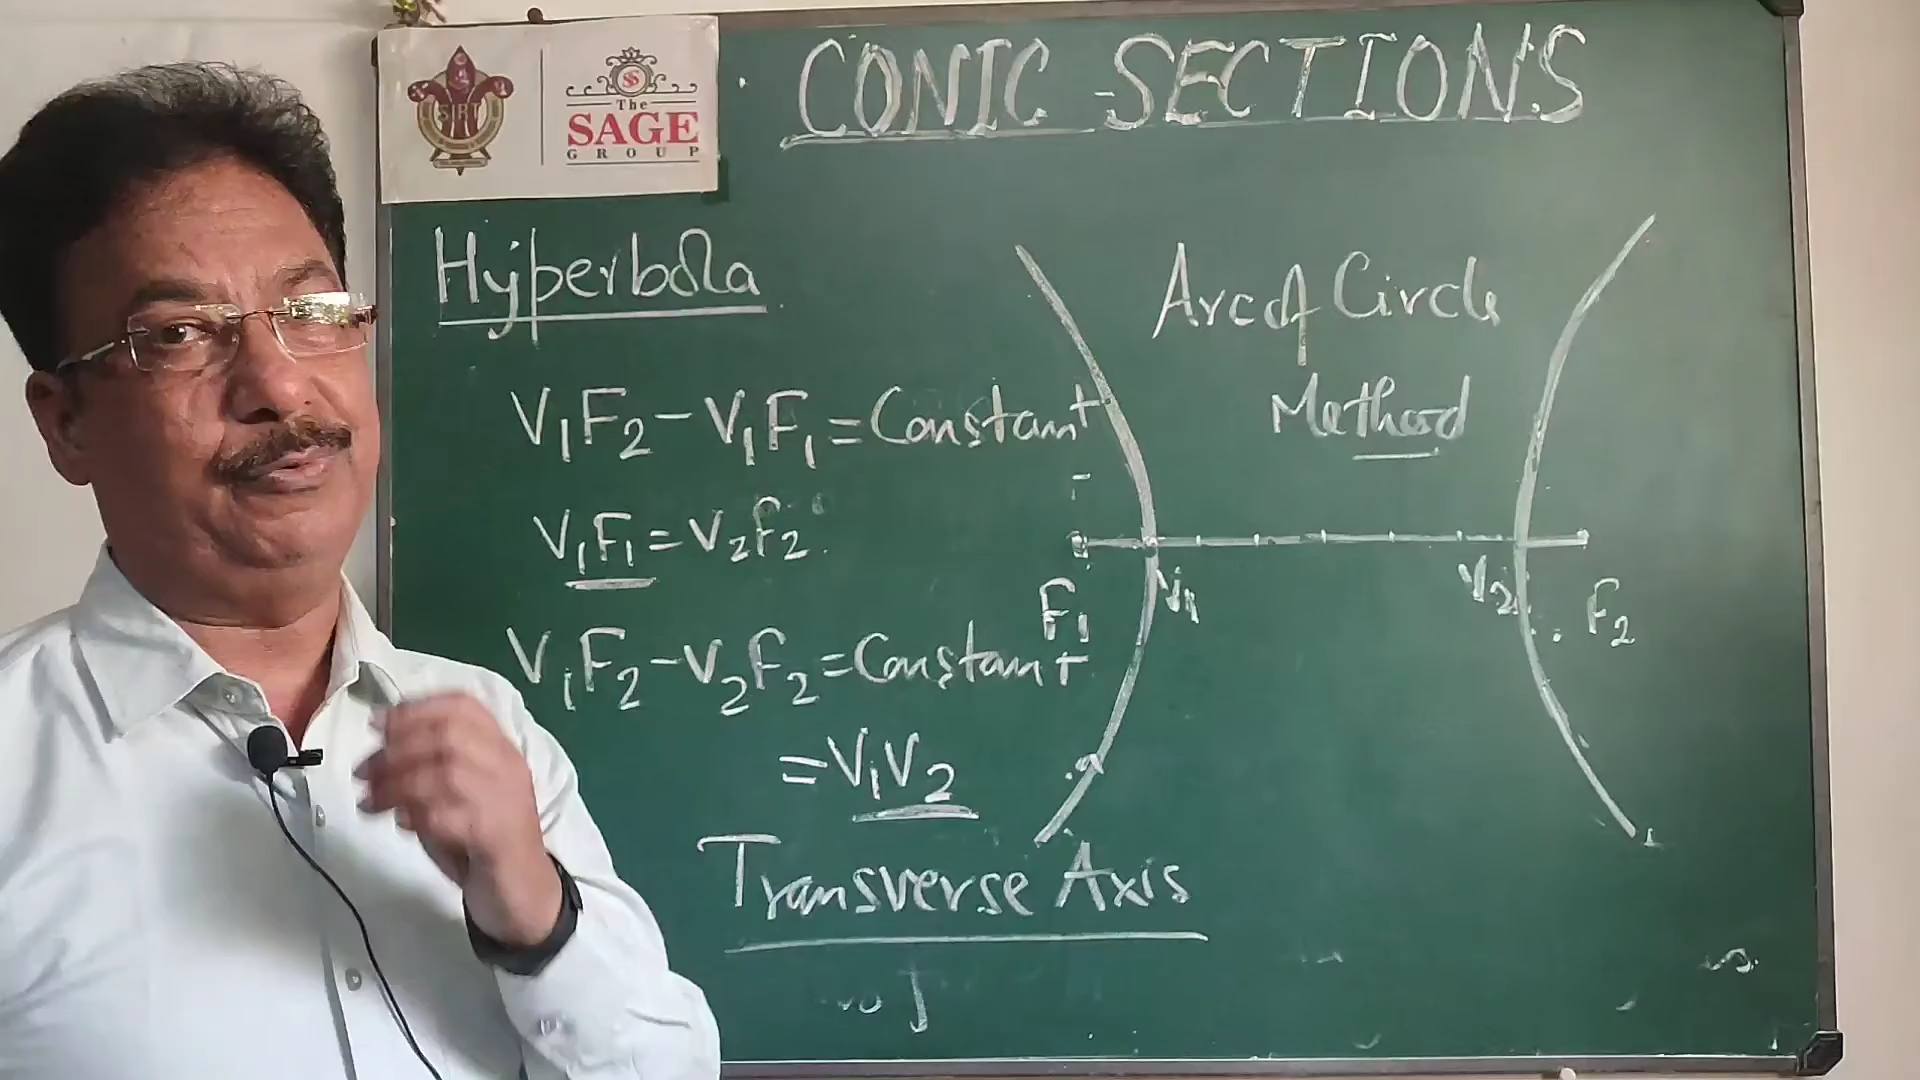 SIRT
The
SAGE
GROUP
CONIC SECTIONS
Hyperbola
Arc of Circle
Method
V₁F₂-V₁F₁=Constant
V₁F₁=V₂F₂
V₁F₂-V₂F₂=Constant
=V₁V₂
Transverse Axis
F₁
V₁
V₂
F₂